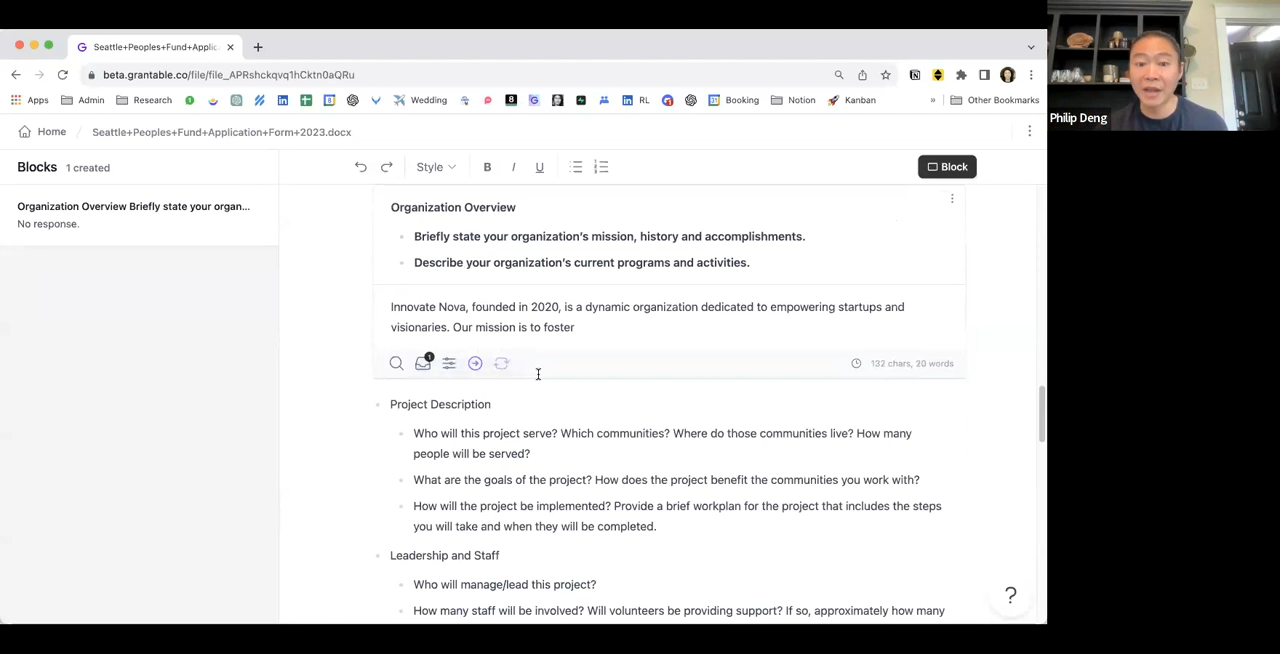 Seattle+Peoples+Fund+Applic
beta.grantable.co/file/file_APRshckqvq1hCktn0aQRu
Apps Admin Research Wedding RL Booking Notion Kanban » Other Bookmarks
Philip Deng
Home / Seattle+Peoples+Fund+Application+Form+2023.docx
Blocks 1 created
Style B I U Block
Organization Overview Briefly state your organ...
No response.
Organization Overview
Briefly state your organization's mission, history and accomplishments.
Describe your organization's current programs and activities.
Innovate Nova, founded in 2020, is a dynamic organization dedicated to empowering startups and
visionaries. Our mission is to foster
1
132 chars, 20 words
Project Description
Who will this project serve? Which communities? Where do those communities live? How many
people will be served?
What are the goals of the project? How does the project benefit the communities you work with?
How will the project be implemented? Provide a brief workplan for the project that includes the steps
you will take and when they will be completed.
Leadership and Staff
Who will manage/lead this project?
How many staff will be involved? Will volunteers be providing support? If so, approximately how many
?